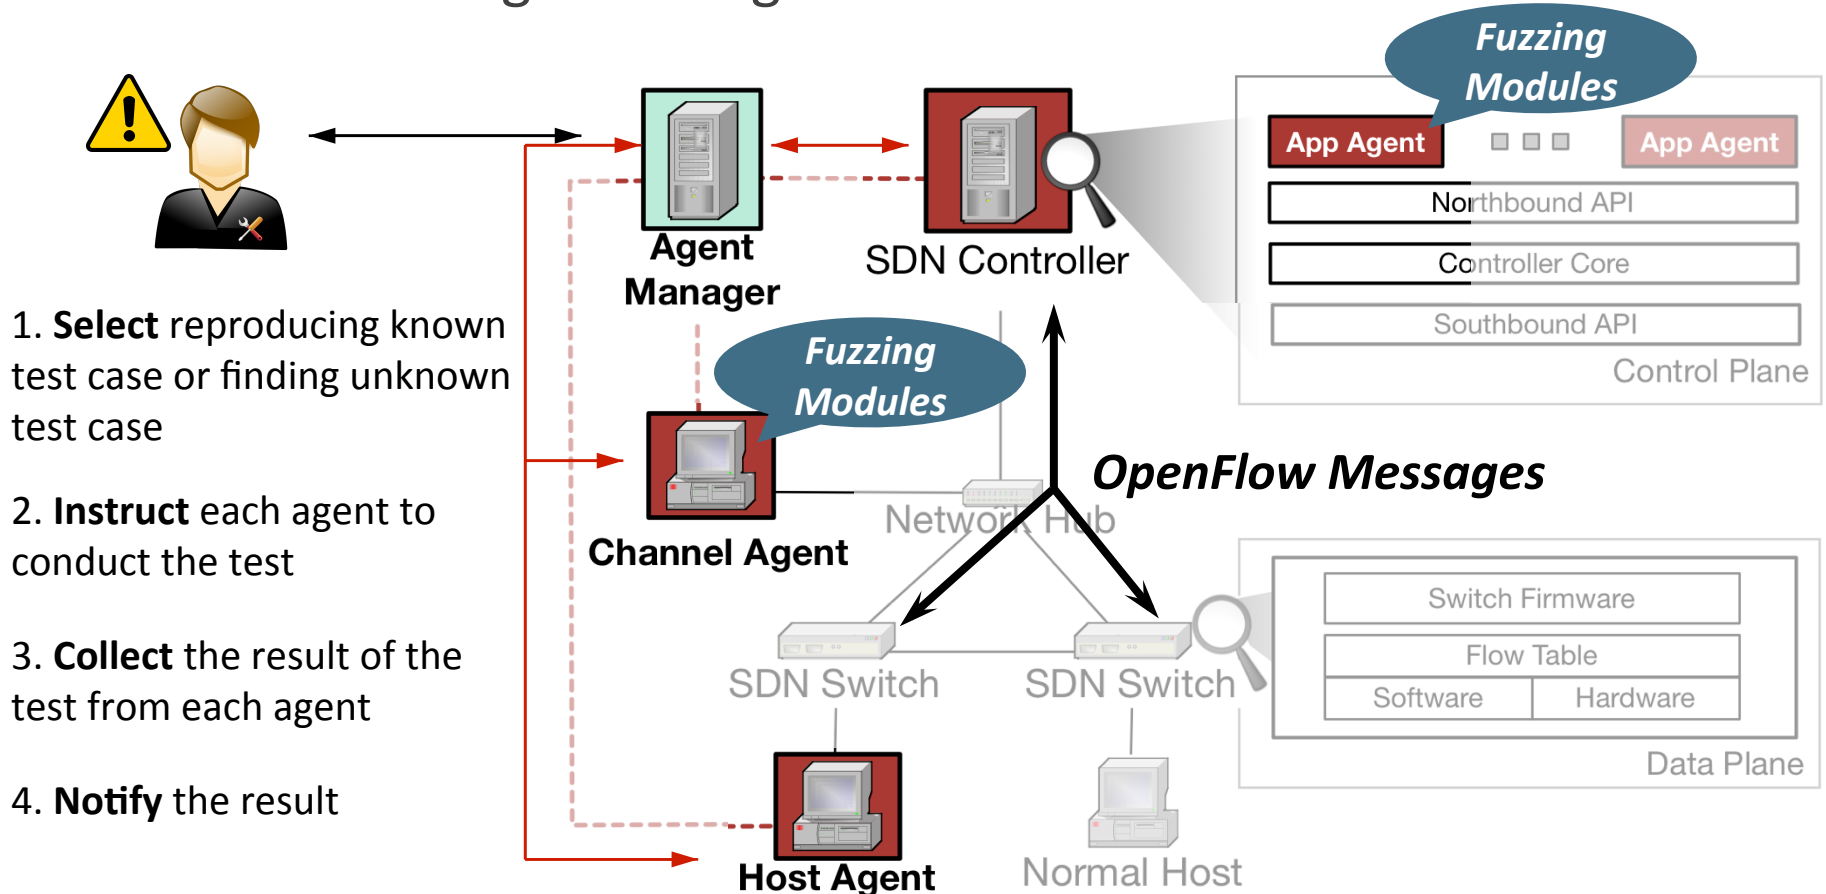 Fuzzing
Modules
App Agent
App Agent
Northbound API
Controller Core
Southbound API
Control Plane
Agent
Manager
SDN Controller
1. Select reproducing known
test case or finding unknown
test case
2. Instruct each agent to
conduct the test
3. Collect the result of the
test from each agent
4. Notify the result
Fuzzing
Modules
Channel Agent
OpenFlow Messages
Network Hub
SDN Switch
SDN Switch
Switch Firmware
Flow Table
Software
Hardware
Data Plane
Host Agent
Normal Host